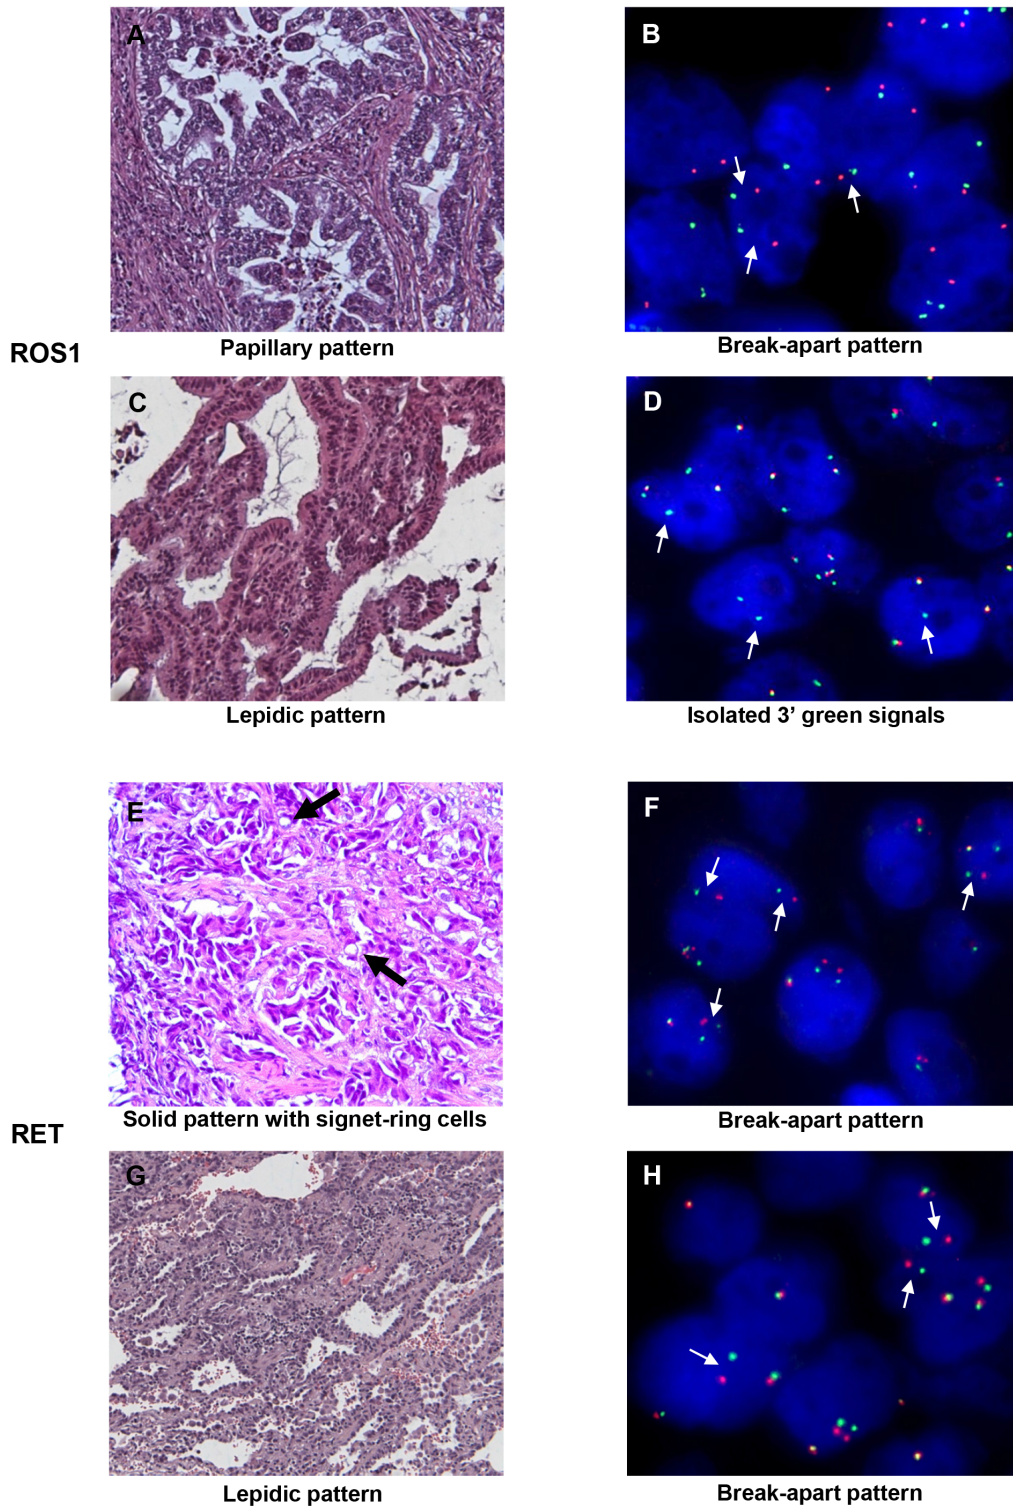 A
B
Papillary pattern
Break-apart pattern
ROS1
C
D
Lepidic pattern
Isolated 3’ green signals
E
F
Solid pattern with signet-ring cells
Break-apart pattern
RET
G
H
Lepidic pattern
Break-apart pattern